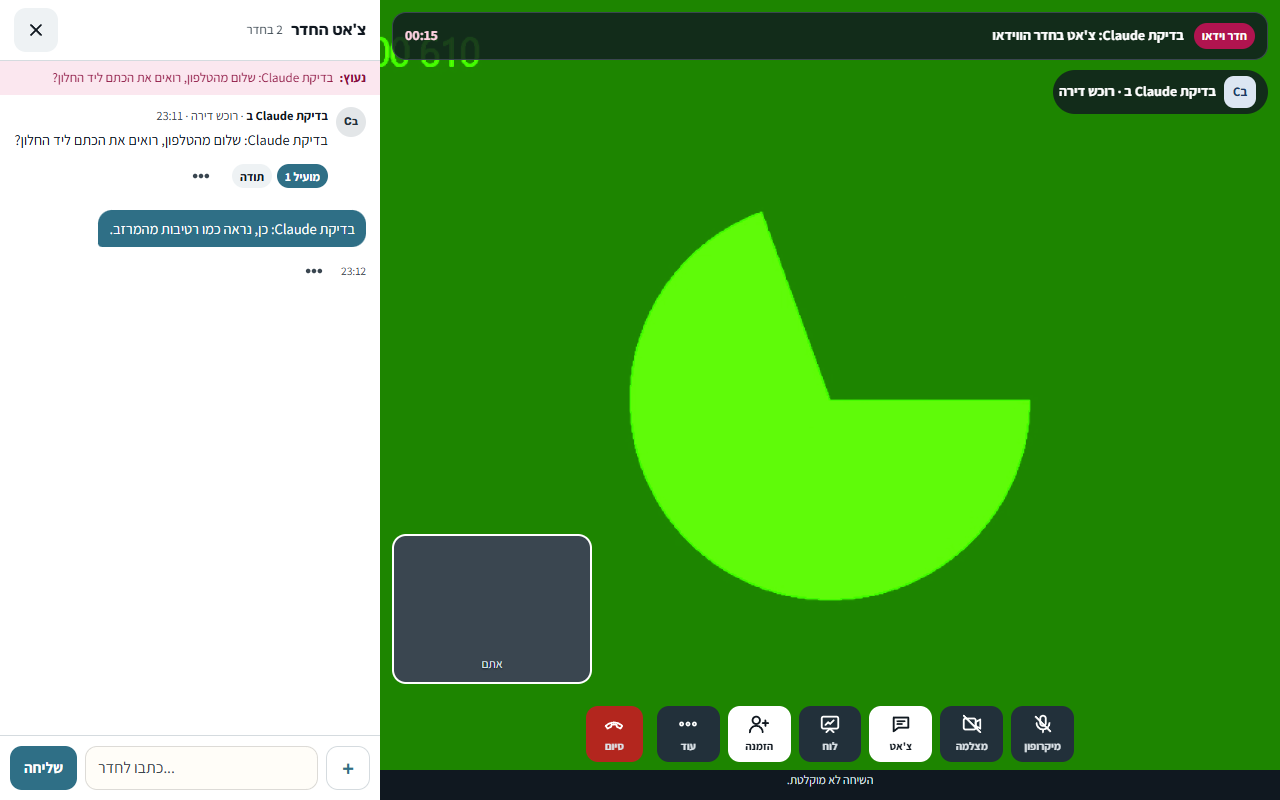 חדר וידאו
בדיקת Claude: צ'אט בחדר הווידאו
00:15
בC
בדיקת Claude ב · רוכש דירה
אתם
מיקרופון
מצלמה
צ'אט
לוח
הזמנה
עוד
סיום
השיחה לא מוקלטת.
צ'אט החדר
2 בחדר
נעוץ: בדיקת Claude: שלום מהטלפון, רואים את הכתם ליד החלון?
בC
בדיקת Claude ב · רוכש דירה · 23:11
בדיקת Claude: שלום מהטלפון, רואים את הכתם ליד החלון?
מועיל 1
תודה
בדיקת Claude: כן, נראה כמו רטיבות מהמרזב.
23:12
כתבו לחדר...
שליחה